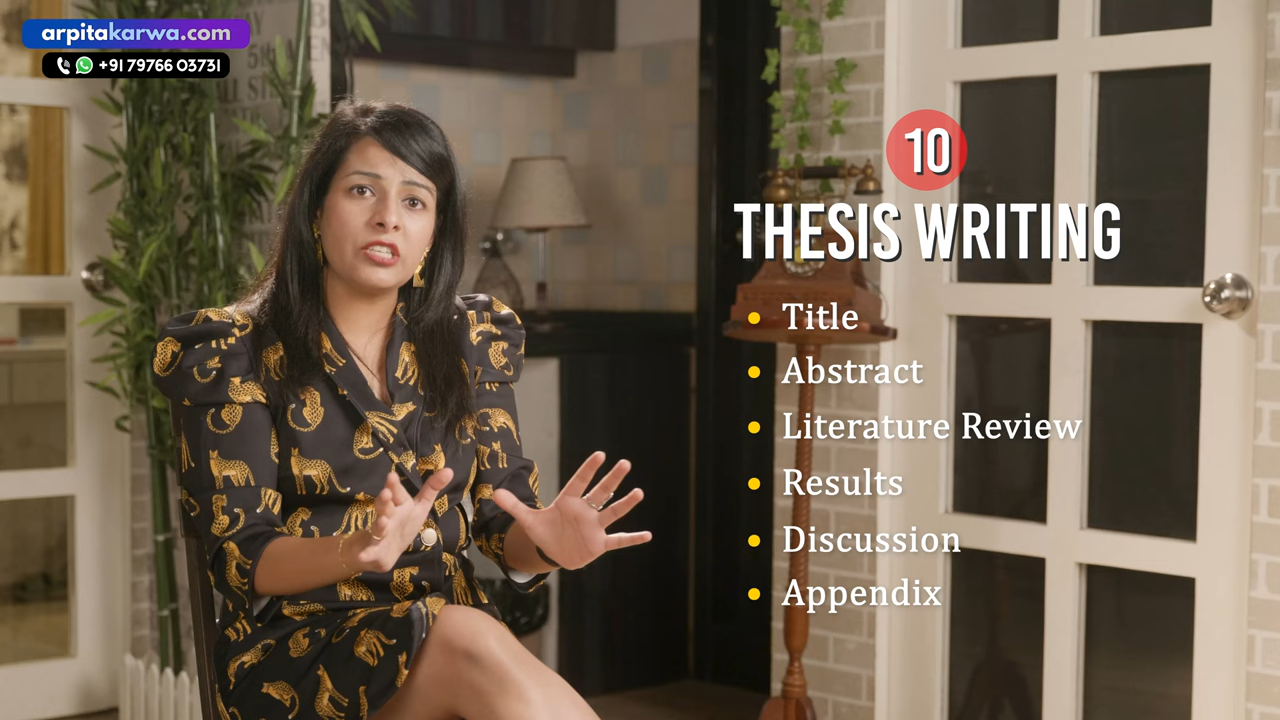 arpitakarwa.com
+91 79766 03731
10
THESIS WRITING
• Title
• Abstract
• Literature Review
• Results
• Discussion
• Appendix